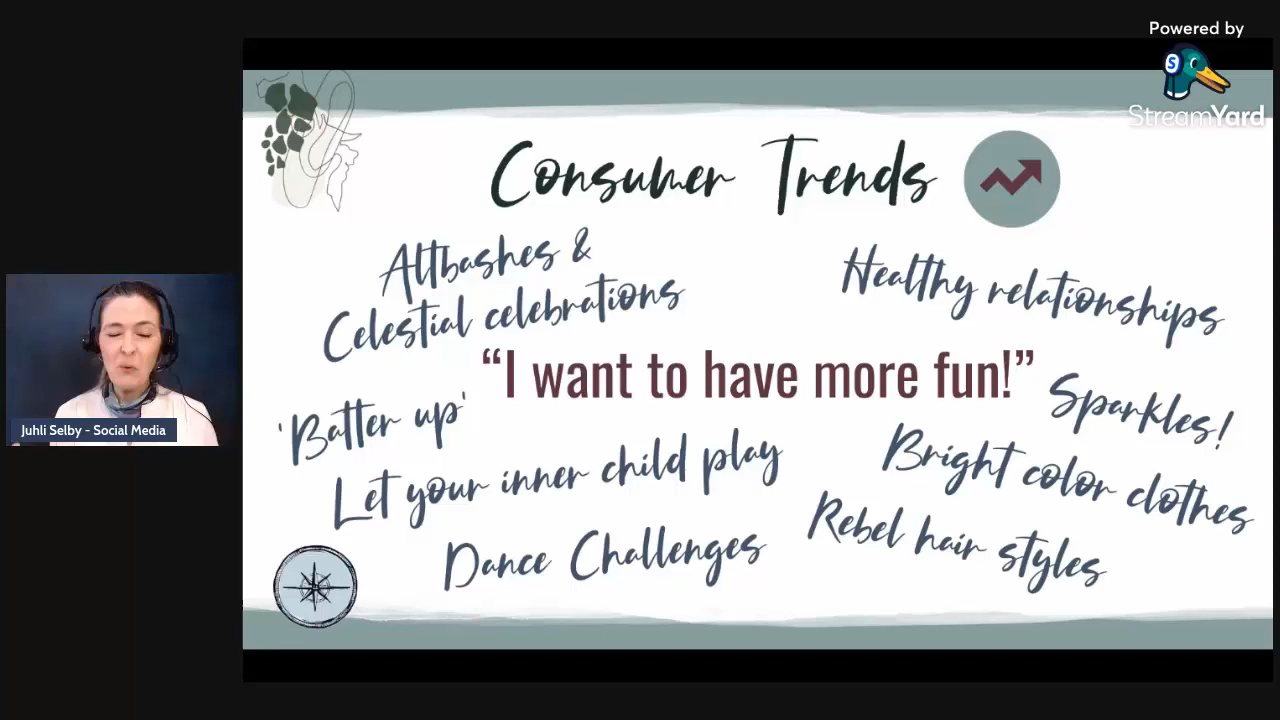 Powered by
StreamYard
Consumer Trends
Altbashes &
Celestial celebrations
Healthy relationships
“I want to have more fun!”
'Batter up'
Sparkles!
Let your inner child play
Bright color clothes
Dance Challenges
Rebel hair styles
Juhli Selby - Social Media
S